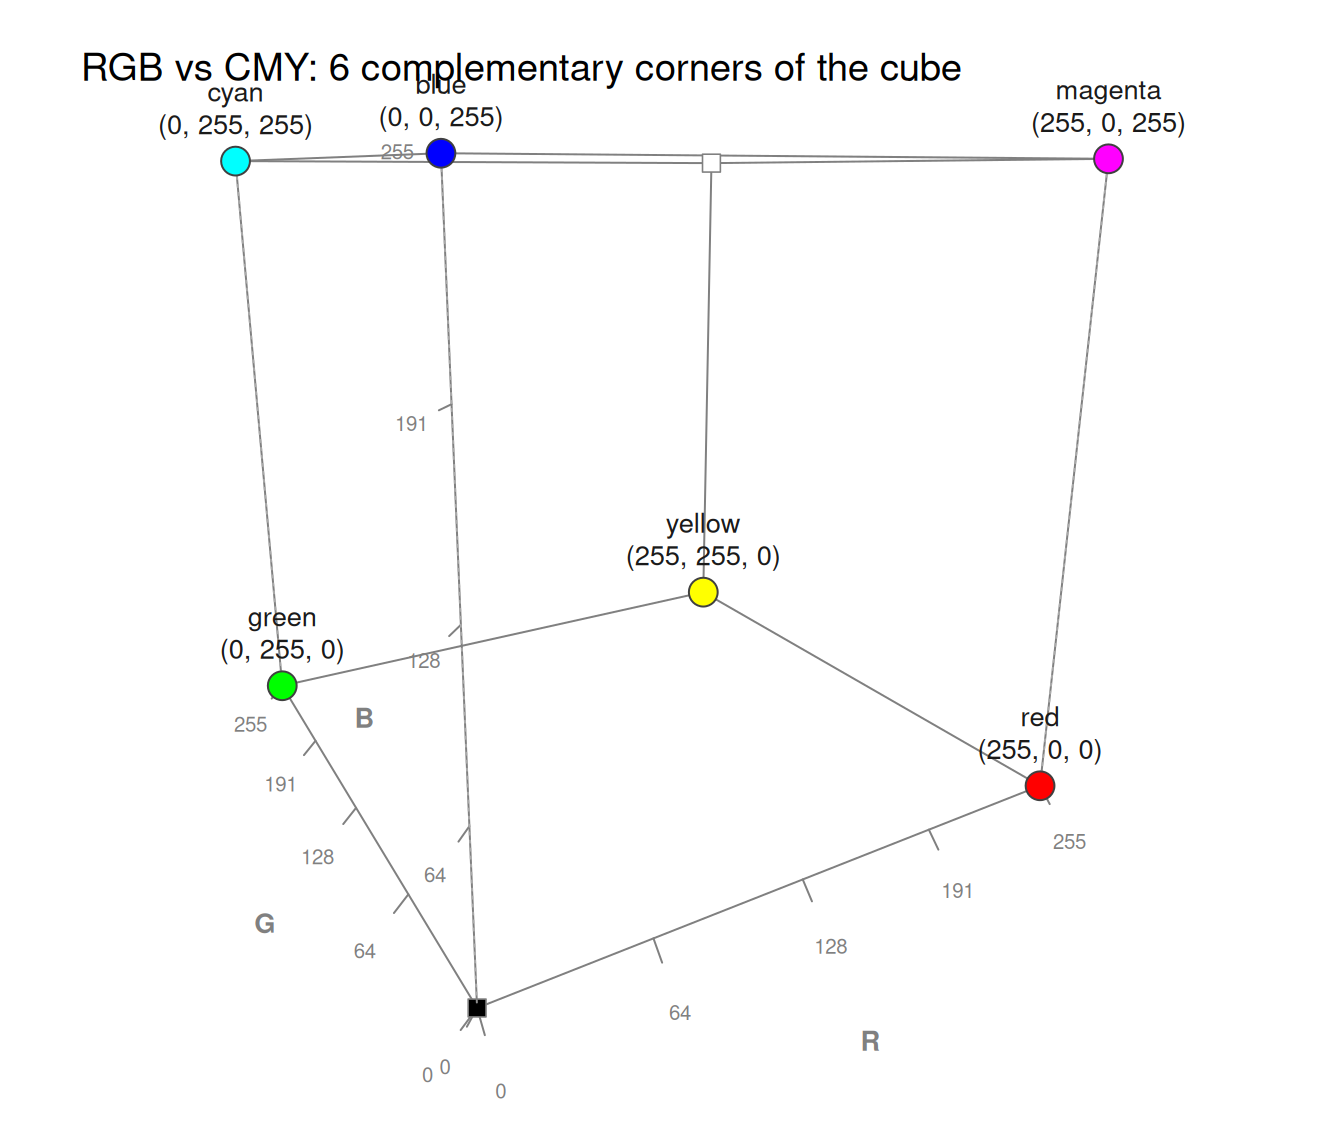 RGB vs CMY: 6 complementary corners of the cube
cyan
(0, 255, 255)
blue
(0, 0, 255)
magenta
(255, 0, 255)
255
191
yellow
(255, 255, 0)
green
(0, 255, 0)
128
255
B
red
(255, 0, 0)
191
128
64
255
191
G
64
128
64
R
0
0
0